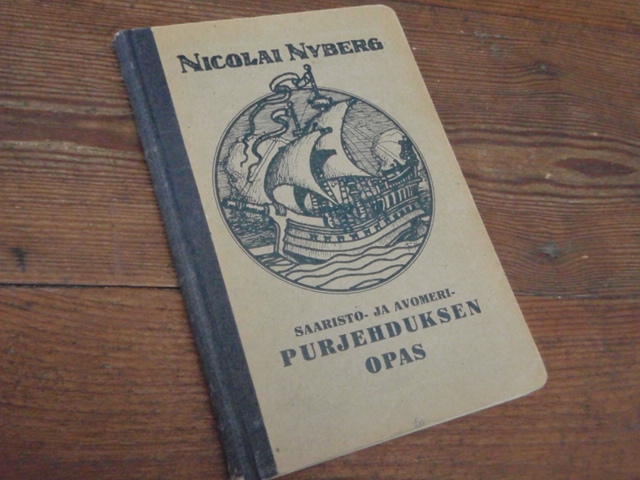 NICOLAI NYBERG
SAARISTO- JA AVOMERI-
PURJEHDUKSEN
OPAS